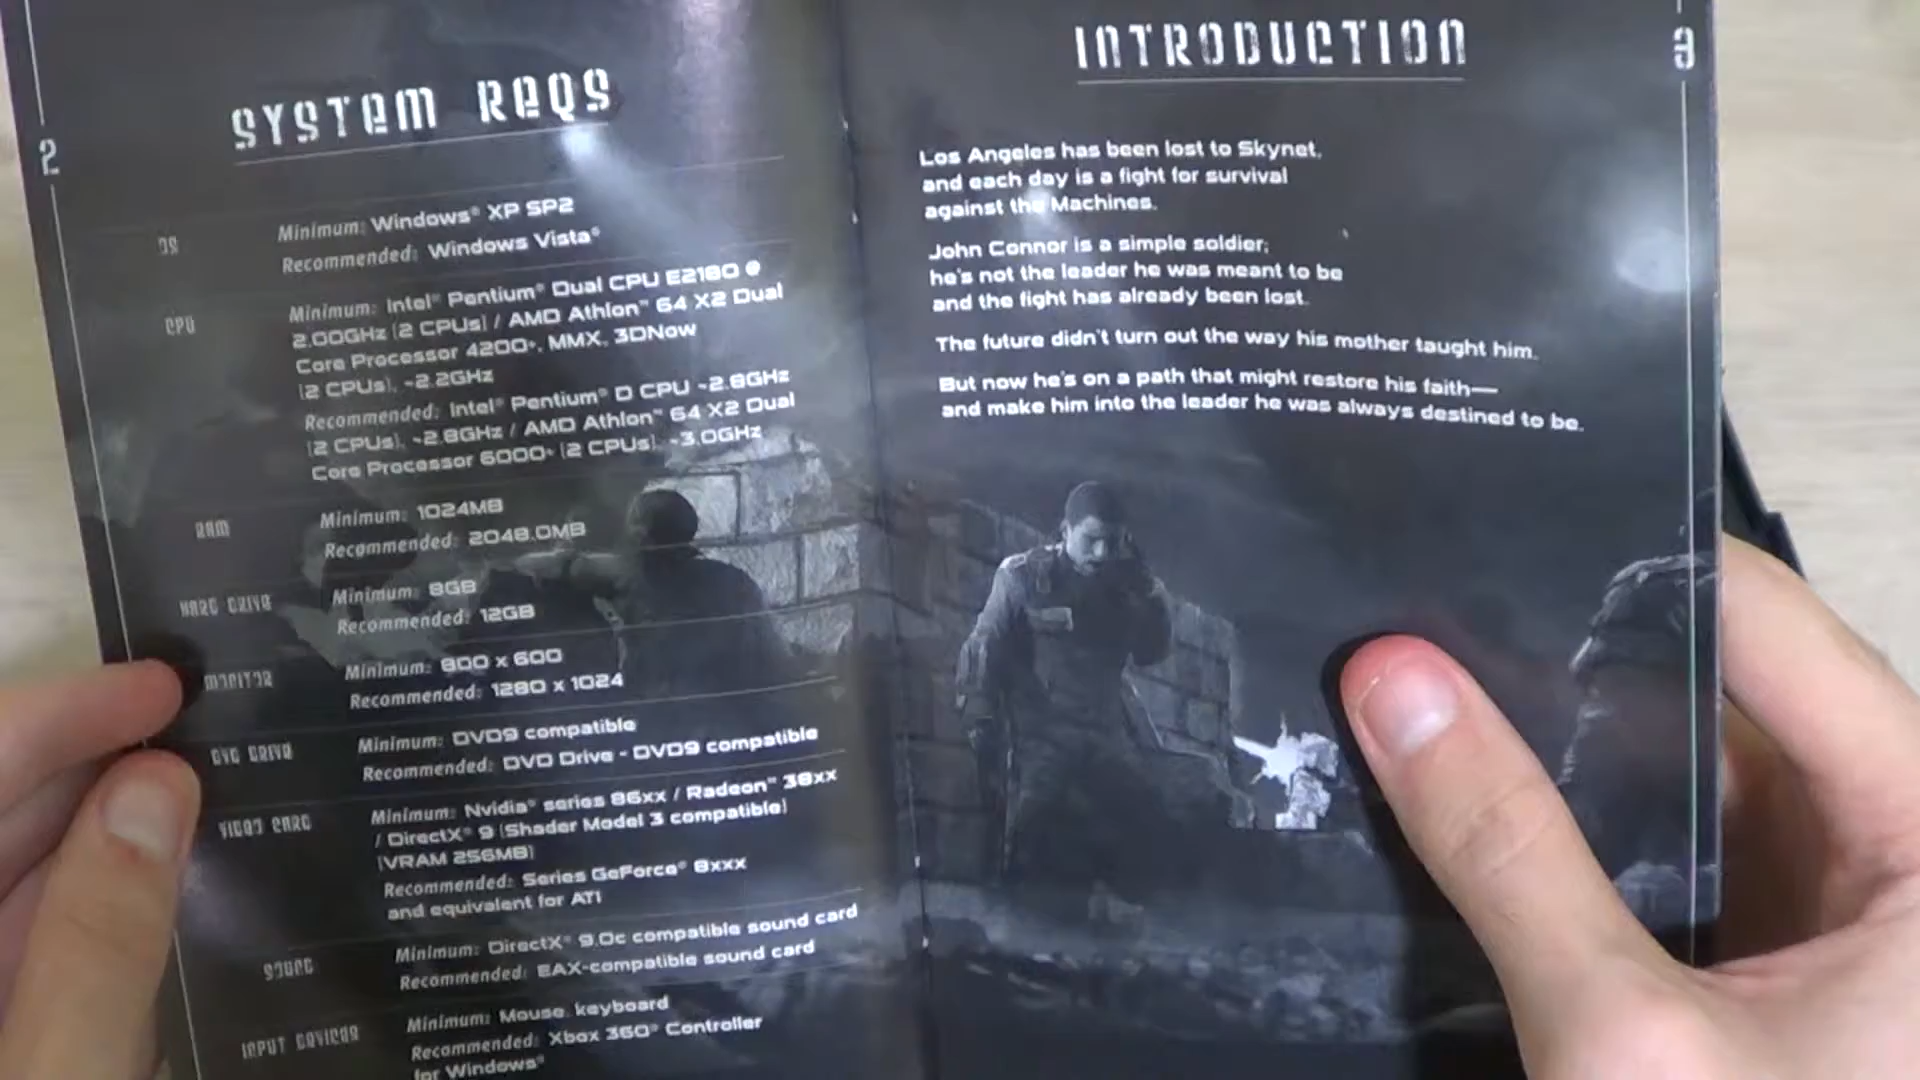 2
SYSTEM REQS
OS
Minimum: Windows® XP SP2
Recommended: Windows Vista®
CPU
Minimum: Intel® Pentium® Dual CPU E2180 @
2.00GHz [2 CPUs] / AMD Athlon™ 64 X2 Dual
Core Processor 4200+, MMX, 3DNow
[2 CPUs], ~2.2GHz
Recommended: Intel® Pentium® D CPU ~2.8GHz
[2 CPUs], ~2.8GHz / AMD Athlon™ 64 X2 Dual
Core Processor 6000+ [2 CPUs], ~3.0GHz
RAM
Minimum: 1024MB
Recommended: 2048.0MB
HARD DRIVE
Minimum: 8GB
Recommended: 12GB
MONITOR
Minimum: 800 x 600
Recommended: 1280 x 1024
DVD DRIVE
Minimum: DVD9 compatible
Recommended: DVD Drive - DVD9 compatible
VIDEO CARD
Minimum: Nvidia® series 86xx / Radeon™ 38xx
/ DirectX® 9 [Shader Model 3 compatible]
[VRAM 256MB]
Recommended: Series GeForce® 8xxx
and equivalent for ATI
SOUND
Minimum: DirectX® 9.0c compatible sound card
Recommended: EAX-compatible sound card
INPUT DEVICES
Minimum: Mouse, keyboard
Recommended: Xbox 360® Controller
for Windows®
INTRODUCTION
3
Los Angeles has been lost to Skynet,
and each day is a fight for survival
against the Machines.
John Connor is a simple soldier;
he's not the leader he was meant to be
and the fight has already been lost.
The future didn't turn out the way his mother taught him.
But now he's on a path that might restore his faith—
and make him into the leader he was always destined to be.